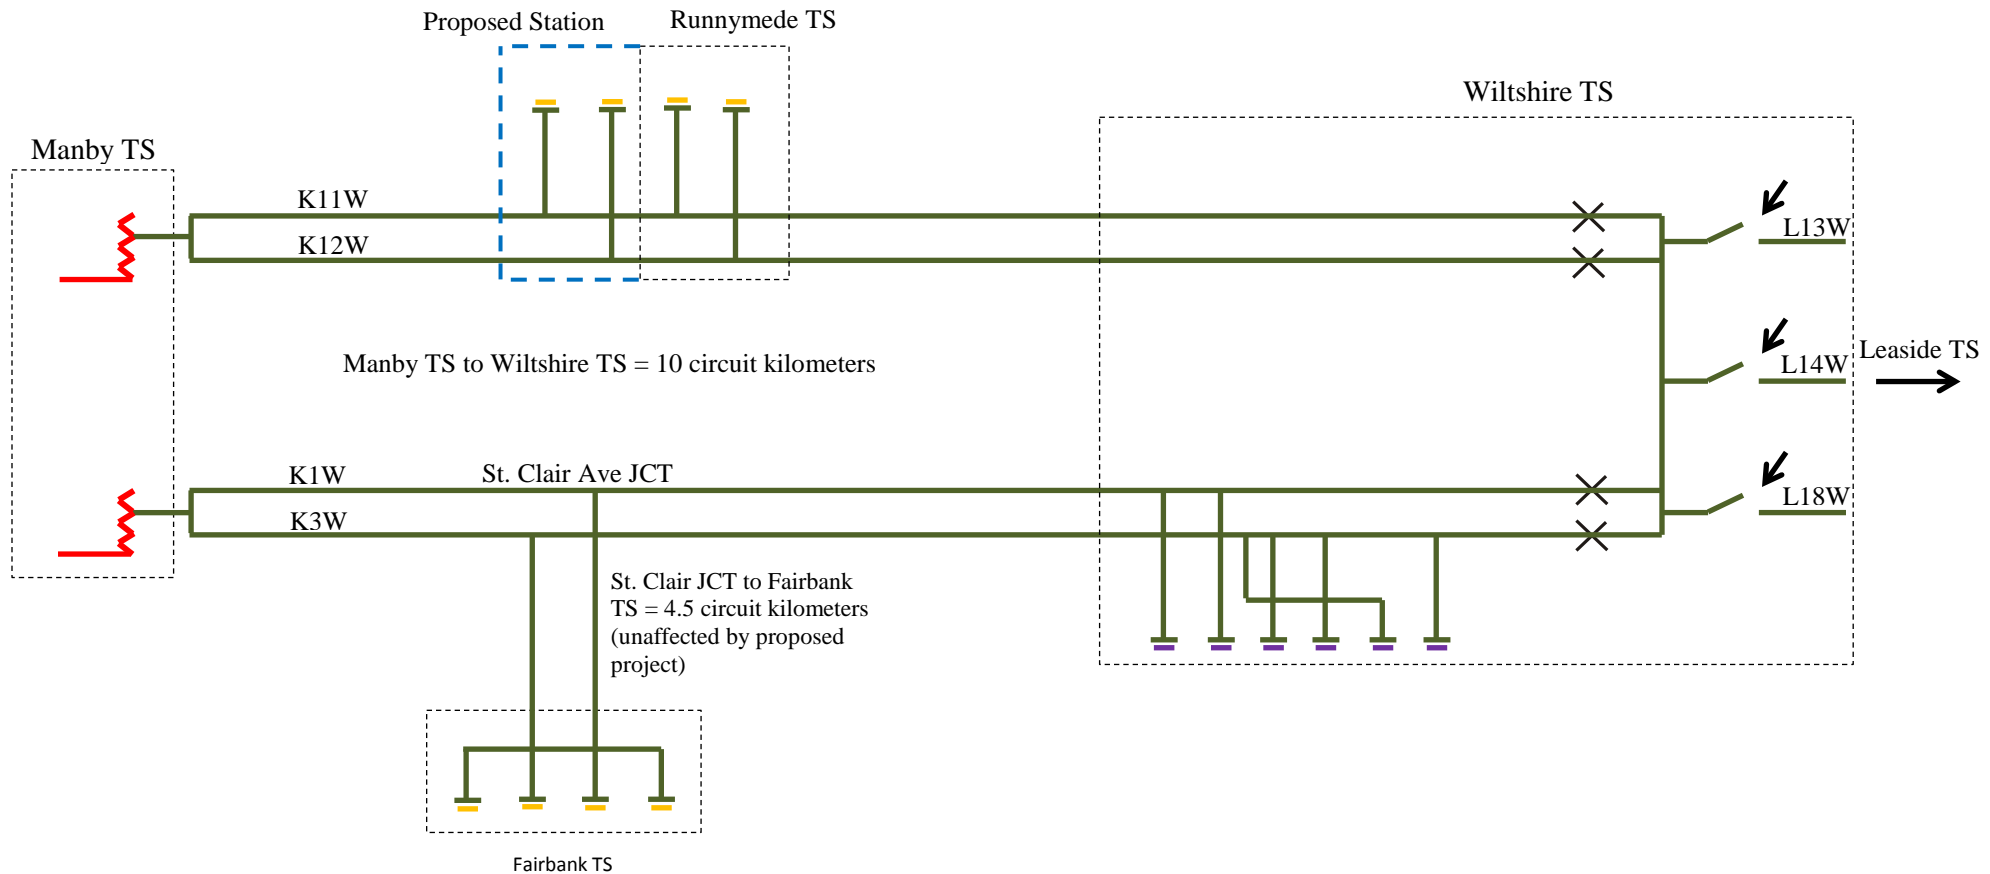 Proposed Station
Runnymede TS
Wiltshire TS
Manby TS
K11W
K12W
L13W
Manby TS to Wiltshire TS = 10 circuit kilometers
L14W
Leaside TS
K1W
St. Clair Ave JCT
K3W
L18W
St. Clair JCT to Fairbank
TS = 4.5 circuit kilometers
(unaffected by proposed
project)
Fairbank TS